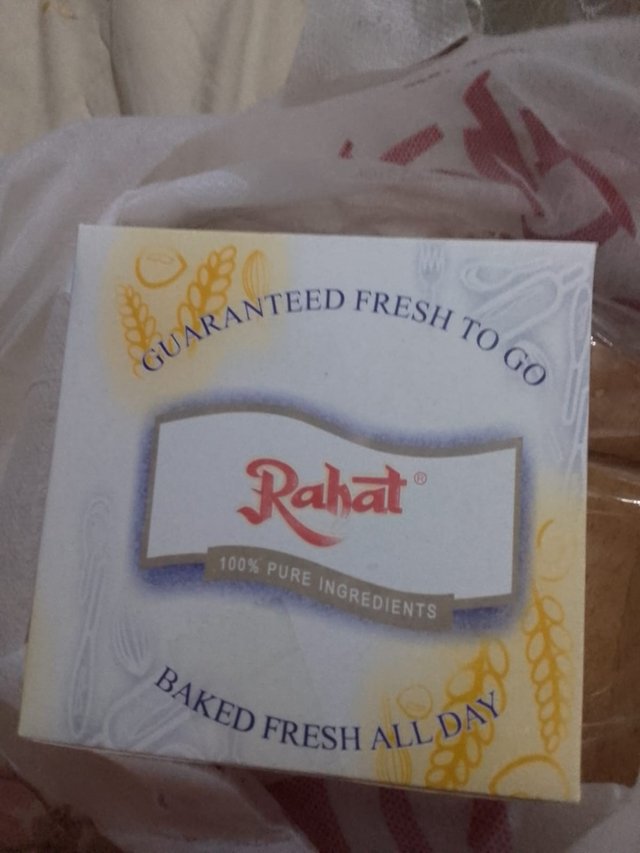 GUARANTEED FRESH TO GO
Rahat®
100% PURE INGREDIENTS
BAKED FRESH ALL DAY